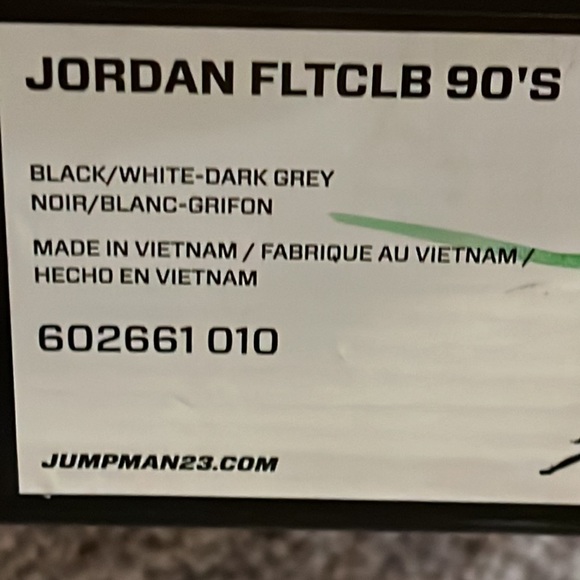 JORDAN FLTCLB 90'S
BLACK/WHITE-DARK GREY
NOIR/BLANC-GRIFON
MADE IN VIETNAM / FABRIQUE AU VIETNAM /
HECHO EN VIETNAM
602661 010
JUMPMAN23.COM